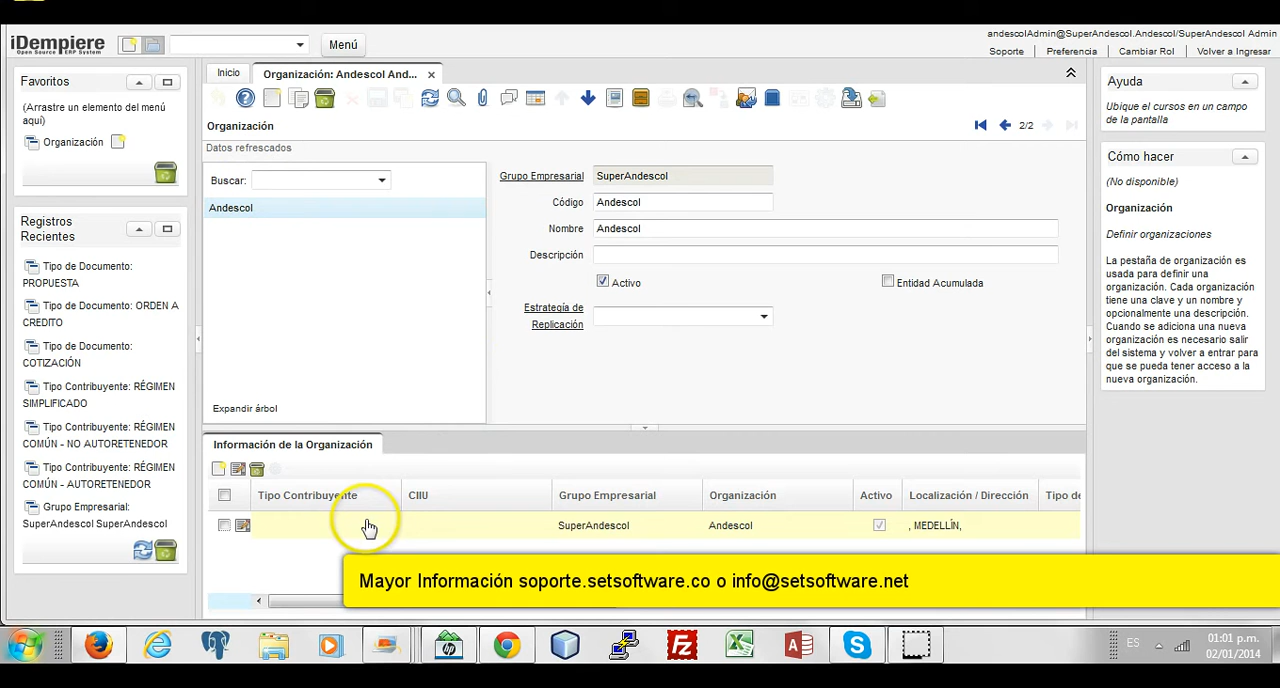 iDempiere
Open Source ERP System
Menú
andescolAdmin@SuperAndescol.Andescol/SuperAndescol Admin
Soporte
Preferencia
Cambiar Rol
Volver a Ingresar
Favoritos
(Arrastre un elemento del menú
aquí)
Organización
Registros
Recientes
Tipo de Documento:
PROPUESTA
Tipo de Documento: ORDEN A
CREDITO
Tipo de Documento:
COTIZACIÓN
Tipo Contribuyente: RÉGIMEN
SIMPLIFICADO
Tipo Contribuyente: RÉGIMEN
COMÚN - NO AUTORETENEDOR
Tipo Contribuyente: RÉGIMEN
COMÚN - AUTORETENEDOR
Grupo Empresarial:
SuperAndescol SuperAndescol
Inicio
Organización: Andescol And...
Organización
2/2
Datos refrescados
Buscar:
Andescol
Expandir árbol
Grupo Empresarial
SuperAndescol
Código
Andescol
Nombre
Andescol
Descripción
Activo
Entidad Acumulada
Estrategía de
Replicación
Información de la Organización
Tipo Contribuyente
CIIU
Grupo Empresarial
Organización
Activo
Localización / Dirección
Tipo de
SuperAndescol
Andescol
, MEDELLÍN,
Ayuda
Ubique el cursos en un campo
de la pantalla
Cómo hacer
(No disponible)
Organización
Definir organizaciones
La pestaña de organización es
usada para definir una
organización. Cada organización
tiene una clave y un nombre y
opcionalmente una descripción.
Cuando se adiciona una nueva
organización es necesario salir
del sistema y volver a entrar para
que se pueda tener acceso a la
nueva organización.
Mayor Información soporte.setsoftware.co o info@setsoftware.net
ES
01:01 p.m.
02/01/2014